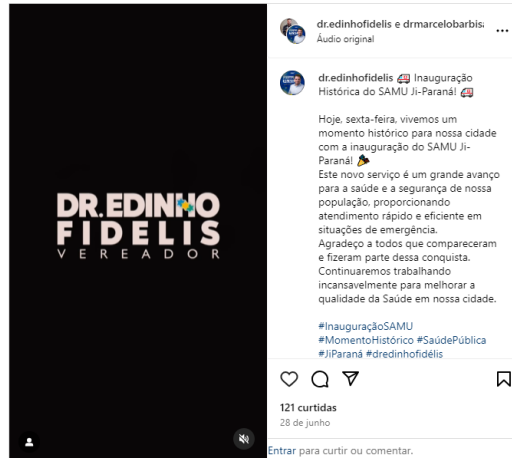 DR.EDINHO
FIDELIS
VEREADOR
dr.edinhofidelis e drmarcelobarbis
Áudio original
dr.edinhofidelis 🚑 Inauguração
Histórica do SAMU Ji-Paraná! 🚑
Hoje, sexta-feira, vivemos um
momento histórico para nossa cidade
com a inauguração do SAMU Ji-
Paraná! 🎉
Este novo serviço é um grande avanço
para a saúde e a segurança de nossa
população, proporcionando
atendimento rápido e eficiente em
situações de emergência.
Agradeço a todos que compareceram
e fizeram parte dessa conquista.
Continuaremos trabalhando
incansavelmente para melhorar a
qualidade da Saúde em nossa cidade.
#InauguraçãoSAMU
#MomentoHistórico #SaúdePública
#JiParaná #dredinhofidélis
121 curtidas
28 de junho
Entrar para curtir ou comentar.